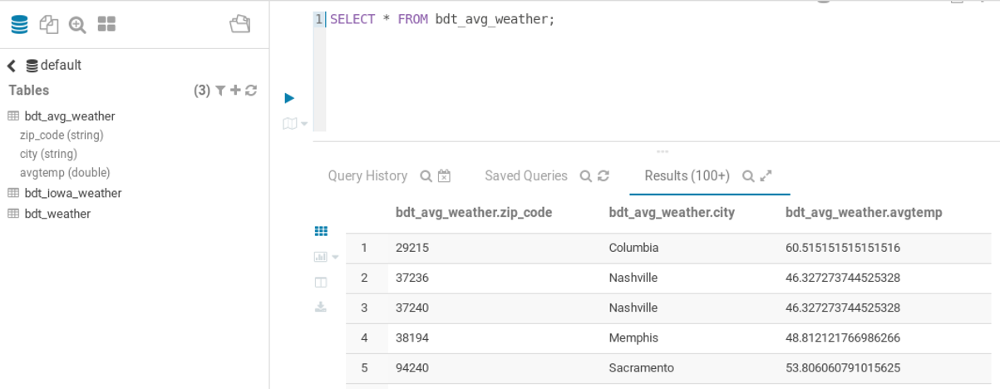 default
Tables (3)
bdt_avg_weather
zip_code (string)
city (string)
avgtemp (double)
bdt_iowa_weather
bdt_weather
1 SELECT * FROM bdt_avg_weather;
Query History Saved Queries Results (100+)
bdt_avg_weather.zip_code bdt_avg_weather.city bdt_avg_weather.avgtemp
1 29215 Columbia 60.515151515151516
2 37236 Nashville 46.327273744525328
3 37240 Nashville 46.327273744525328
4 38194 Memphis 48.812121766986266
5 94240 Sacramento 53.806060791015625